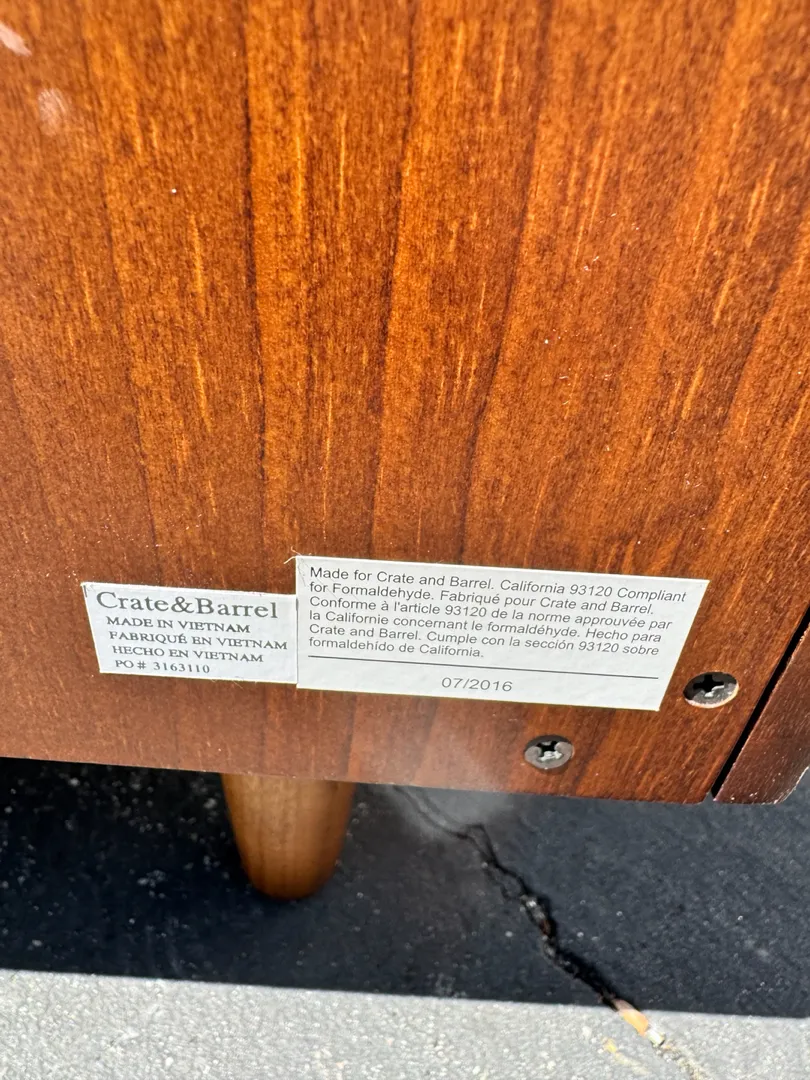 Crate&Barrel
MADE IN VIETNAM
FABRIQUÉ EN VIETNAM
HECHO EN VIETNAM
PO# 3163110
Made for Crate and Barrel. California 93120 Compliant
for Formaldehyde. Fabriqué pour Crate and Barrel.
Conforme à l'article 93120 de la norme approuvée par
la Californie concernant le formaldéhyde. Hecho para
Crate and Barrel. Cumple con la sección 93120 sobre
formaldehído de California.
07/2016